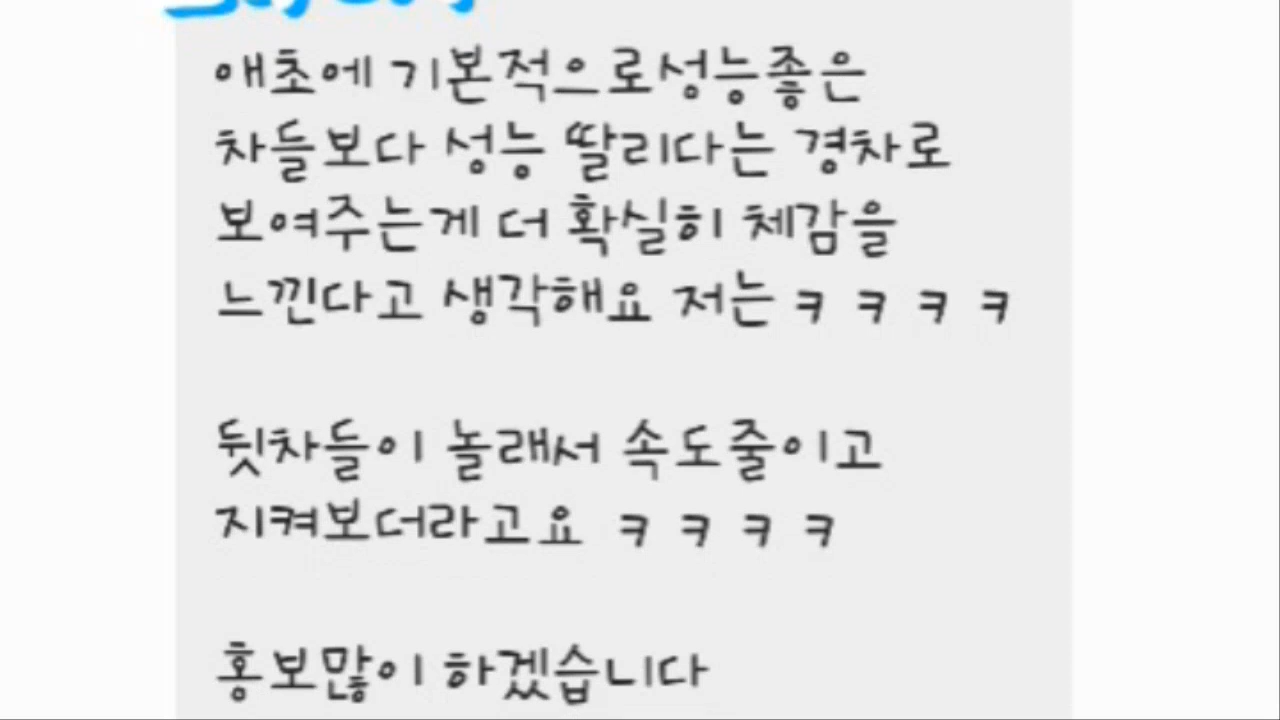 애초에 기본적으로성능좋은
차들보다 성능 딸리다는 경차로
보여주는게 더 확실히 체감을
느낀다고 생각해요 저는 ㅋㅋㅋㅋ
뒷차들이 놀래서 속도줄이고
지켜보더라고요 ㅋㅋㅋㅋ
홍보많이 하겠습니다